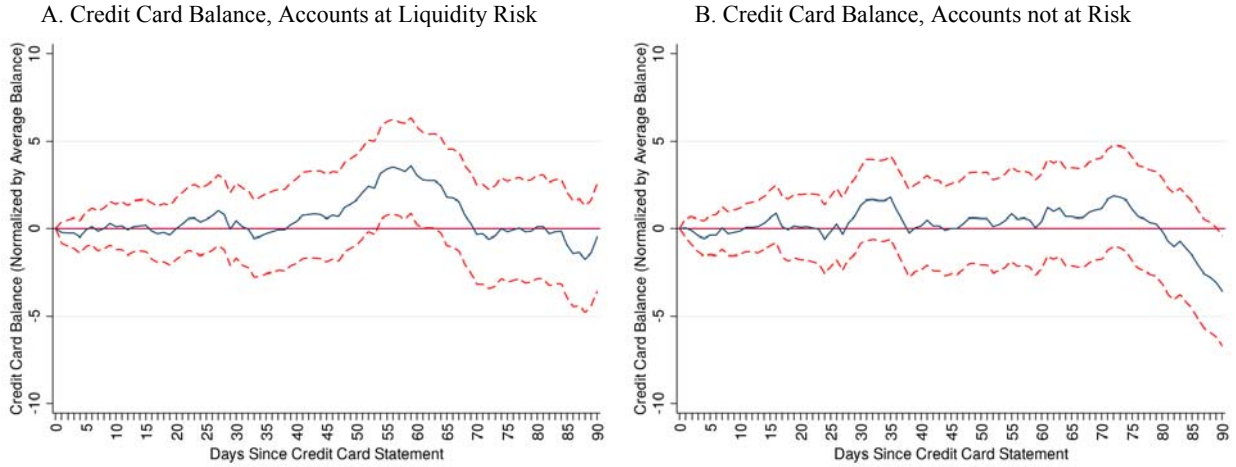 A. Credit Card Balance, Accounts at Liquidity Risk
Credit Card Balance (Normalized by Average Balance)
10
5
0
-5
-10
0 5 10 15 20 25 30 35 40 45 50 55 60 65 70 75 80 85 90
Days Since Credit Card Statement
B. Credit Card Balance, Accounts not at Risk
Credit Card Balance (Normalized by Average Balance)
10
5
0
-5
-10
0 5 10 15 20 25 30 35 40 45 50 55 60 65 70 75 80 85 90
Days Since Credit Card Statement